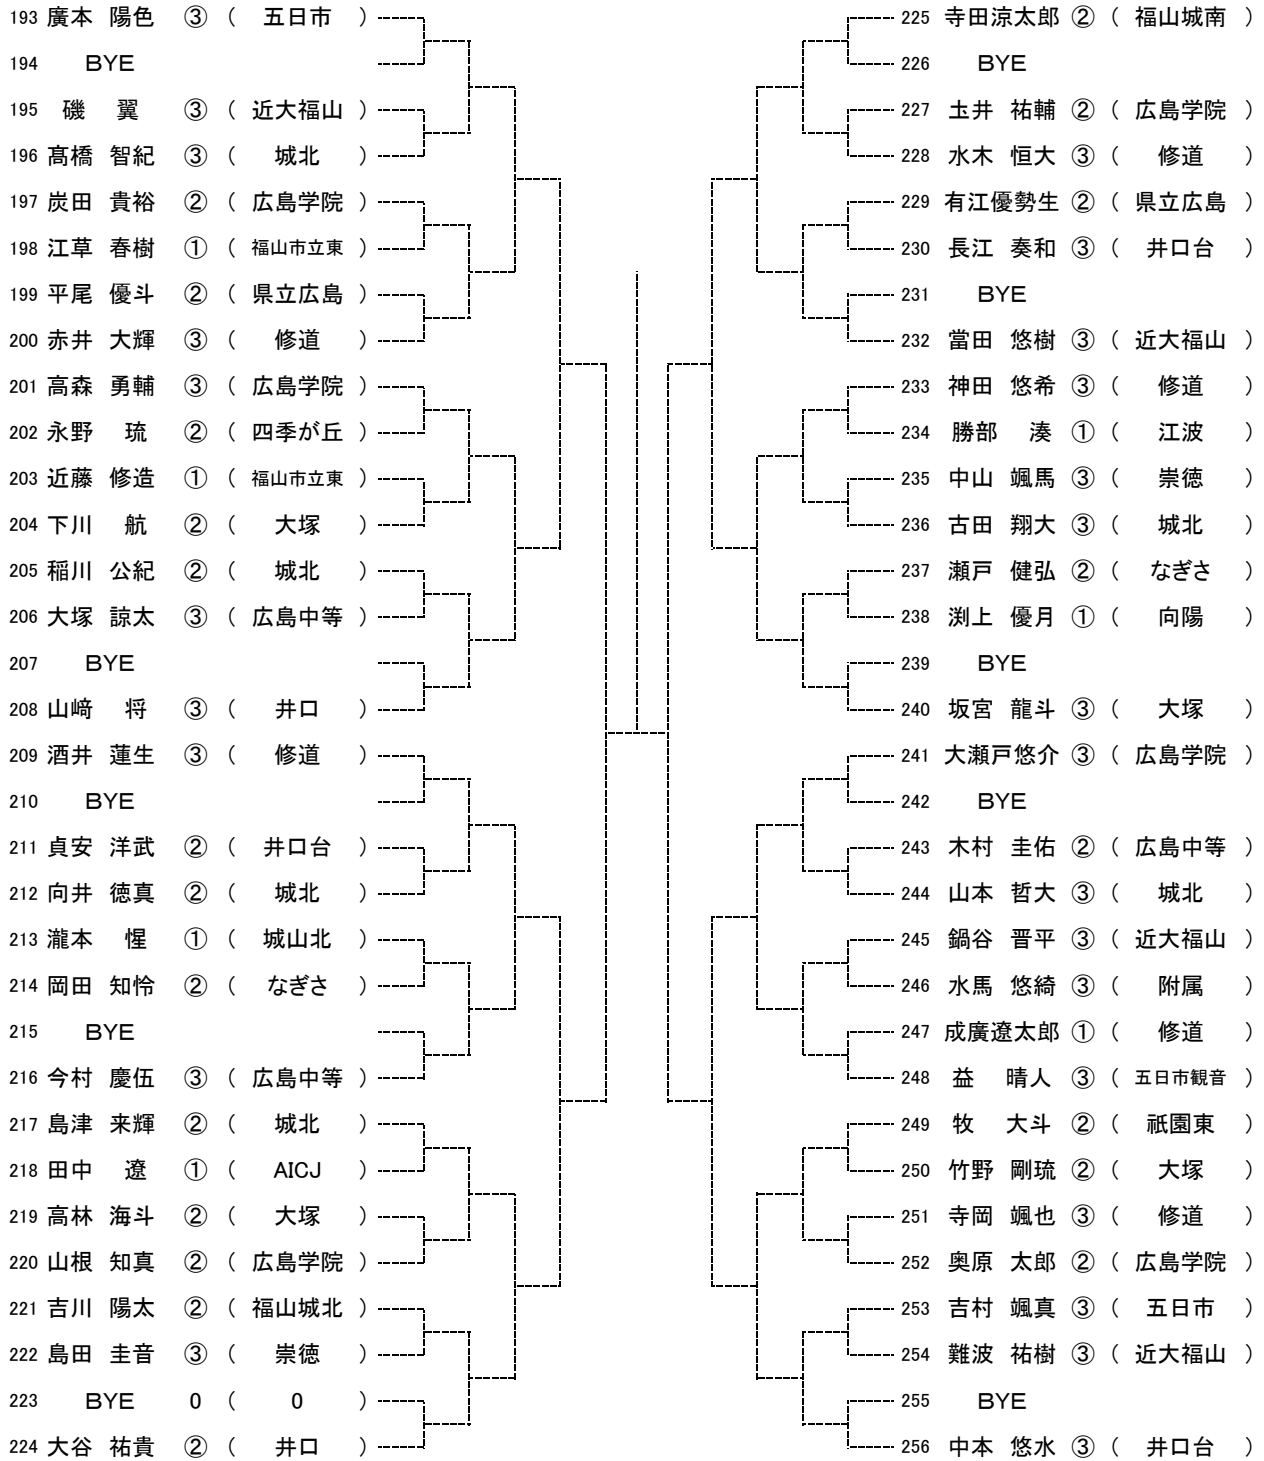 193 廣本 陽色 ③ ( 五日市 )
194 BYE
195 磯 翼 ③ ( 近大福山 )
196 髙橋 智紀 ③ ( 城北 )
197 炭田 貴裕 ② ( 広島学院 )
198 江草 春樹 ① ( 福山市立東 )
199 平尾 優斗 ② ( 県立広島 )
200 赤井 大輝 ③ ( 修道 )
201 高森 勇輔 ③ ( 広島学院 )
202 永野 琉 ② ( 四季が丘 )
203 近藤 修造 ① ( 福山市立東 )
204 下川 航 ② ( 大塚 )
205 稲川 公紀 ② ( 城北 )
206 大塚 諒太 ③ ( 広島中等 )
207 BYE
208 山﨑 将 ③ ( 井口 )
209 酒井 蓮生 ③ ( 修道 )
210 BYE
211 貞安 洋武 ② ( 井口台 )
212 向井 徳真 ② ( 城北 )
213 瀧本 惺 ① ( 城山北 )
214 岡田 知怜 ② ( なぎさ )
215 BYE
216 今村 慶伍 ③ ( 広島中等 )
217 島津 来輝 ② ( 城北 )
218 田中 遼 ① ( AICJ )
219 高林 海斗 ② ( 大塚 )
220 山根 知真 ② ( 広島学院 )
221 吉川 陽太 ② ( 福山城北 )
222 島田 圭音 ③ ( 崇徳 )
223 BYE 0 ( 0 )
224 大谷 祐貴 ② ( 井口 )
225 寺田涼太郎 ② ( 福山城南 )
226 BYE
227 圡井 祐輔 ② ( 広島学院 )
228 水木 恒大 ③ ( 修道 )
229 有江優勢生 ② ( 県立広島 )
230 長江 奏和 ③ ( 井口台 )
231 BYE
232 當田 悠樹 ③ ( 近大福山 )
233 神田 悠希 ③ ( 修道 )
234 勝部 湊 ① ( 江波 )
235 中山 颯馬 ③ ( 崇徳 )
236 古田 翔大 ③ ( 城北 )
237 瀬戸 健弘 ② ( なぎさ )
238 渕上 優月 ① ( 向陽 )
239 BYE
240 坂宮 龍斗 ③ ( 大塚 )
241 大瀬戸悠介 ③ ( 広島学院 )
242 BYE
243 木村 圭佑 ② ( 広島中等 )
244 山本 哲大 ③ ( 城北 )
245 鍋谷 晋平 ③ ( 近大福山 )
246 水馬 悠綺 ③ ( 附属 )
247 成廣遼太郎 ① ( 修道 )
248 益 晴人 ③ ( 五日市観音 )
249 牧 大斗 ② ( 祇園東 )
250 竹野 剛琉 ② ( 大塚 )
251 寺岡 颯也 ③ ( 修道 )
252 奥原 太郎 ② ( 広島学院 )
253 吉村 颯真 ③ ( 五日市 )
254 難波 祐樹 ③ ( 近大福山 )
255 BYE
256 中本 悠水 ③ ( 井口台 )